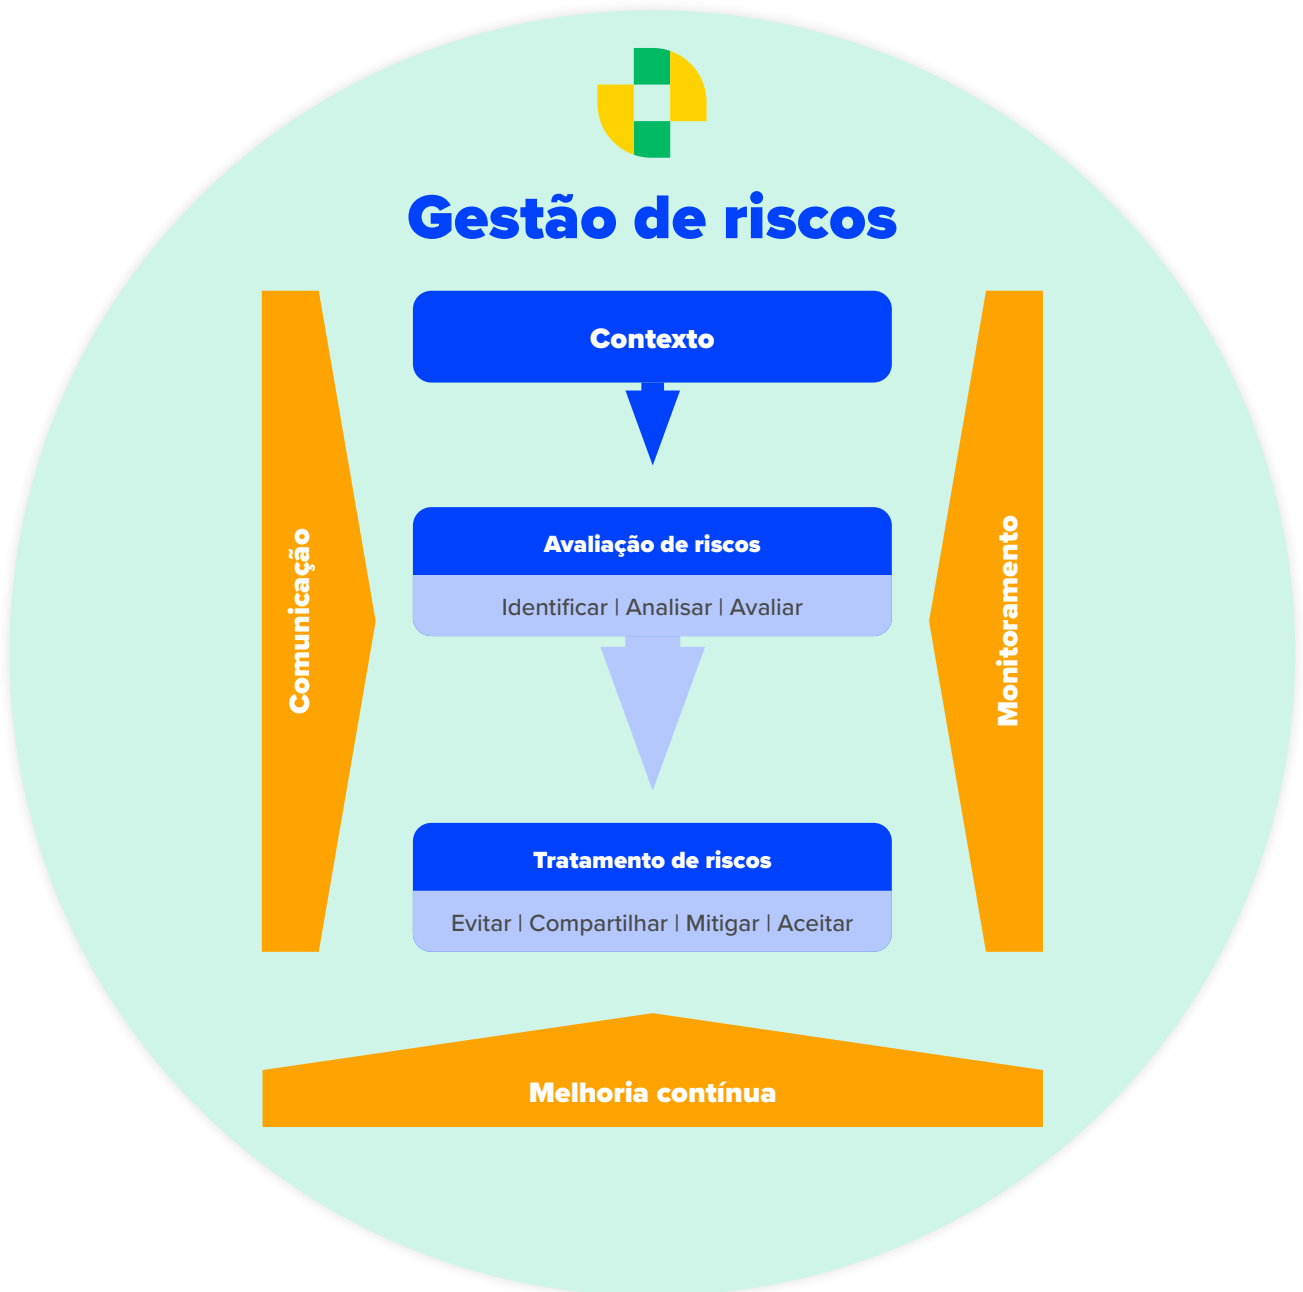 Gestão de riscos
Contexto
Avaliação de riscos
Identificar | Analisar | Avaliar
Tratamento de riscos
Evitar | Compartilhar | Mitigar | Aceitar
Comunicação
Monitoramento
Melhoria contínua